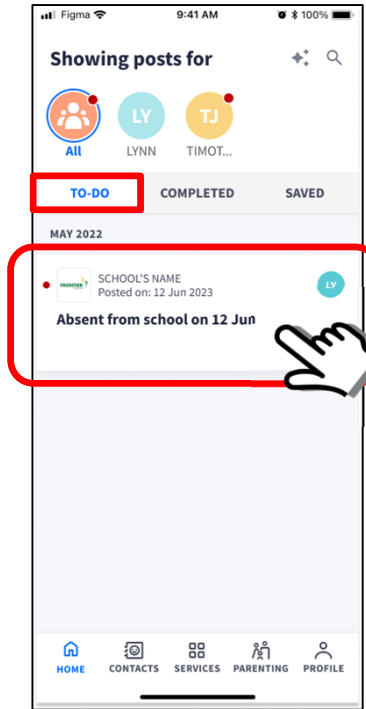 Figma 9:41 AM 100%
Showing posts for
LY TJ
All LYNN TIMOT...
TO-DO COMPLETED SAVED
MAY 2022
FRONTIER SCHOOL'S NAME
Posted on: 12 Jun 2023 LY
Absent from school on 12 Jun
HOME CONTACTS SERVICES PARENTING PROFILE